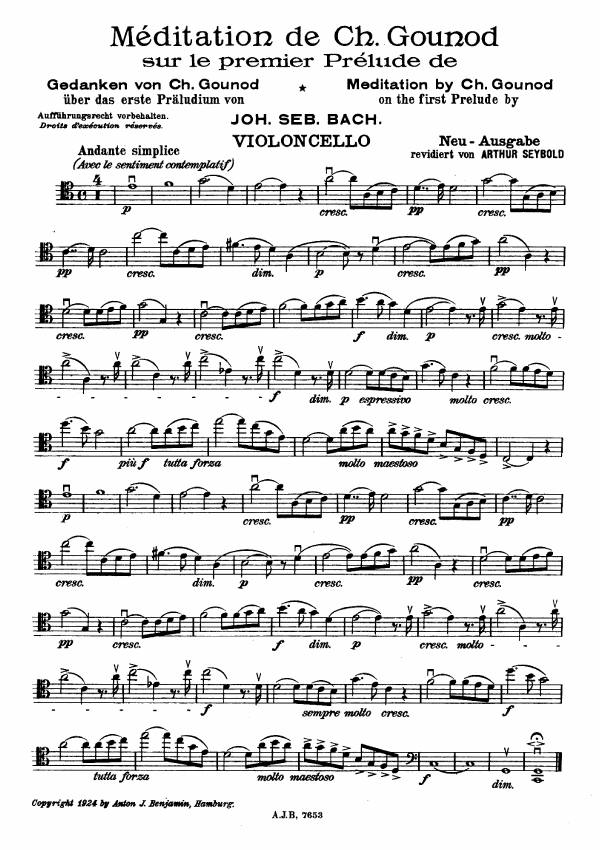 Méditation de Ch. Gounod
sur le premier Prélude de
Gedanken von Ch. Gounod
über das erste Präludium von
★
Meditation by Ch. Gounod
on the first Prelude by
JOH. SEB. BACH.
Aufführungsrecht vorbehalten.
Droits d'exécution réservés.
VIOLONCELLO
Neu - Ausgabe
revidiert von ARTHUR SEYBOLD
Andante simplice
(Avec le sentiment contemplatif)
4 1
p cresc. pp cresc.
pp cresc. dim. p cresc. pp
cresc. pp cresc. f dim. p cresc. molto -
- - - - - f dim. p espressivo molto cresc.
f più f tutta forza molto maestoso
p cresc. pp
cresc. dim. p cresc. pp
pp cresc. f dim. p cresc. molto -
- - - - - f sempre molto cresc.
tutta forza molto maestoso f dim.
Copyright 1924 by Anton J. Benjamin, Hamburg.
A.J.B. 7653